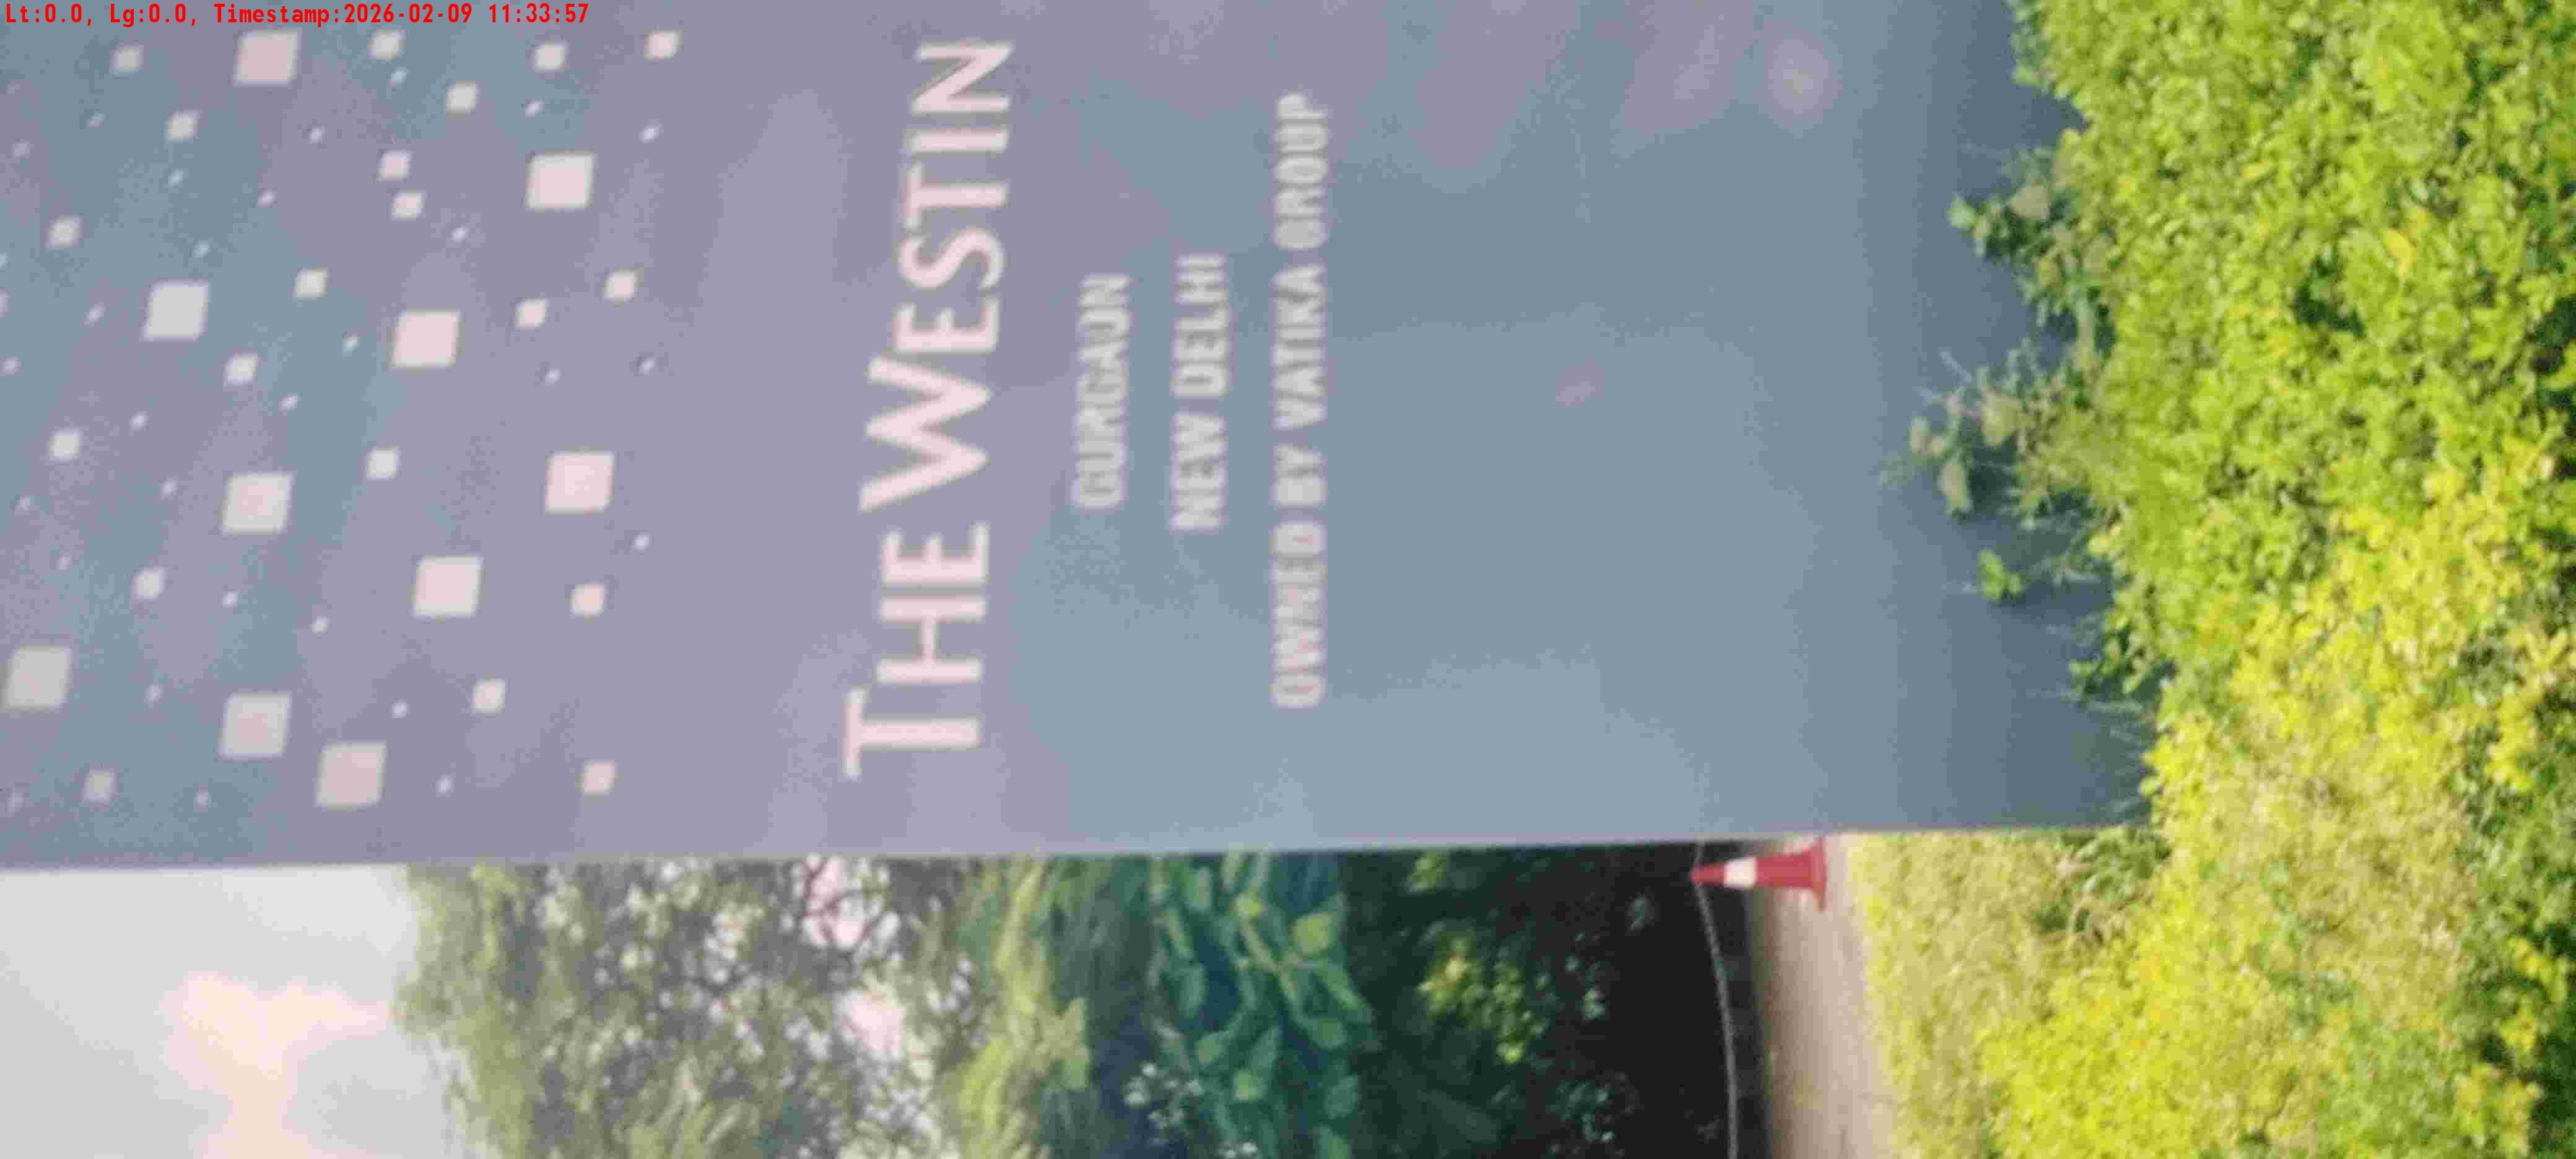 Lt:0.0, Lg:0.0, Timestamp:2026-02-09 11:33:57
THE WESTIN
GURGAUN
NEW DELHI
OWNED BY VATIKA GROUP